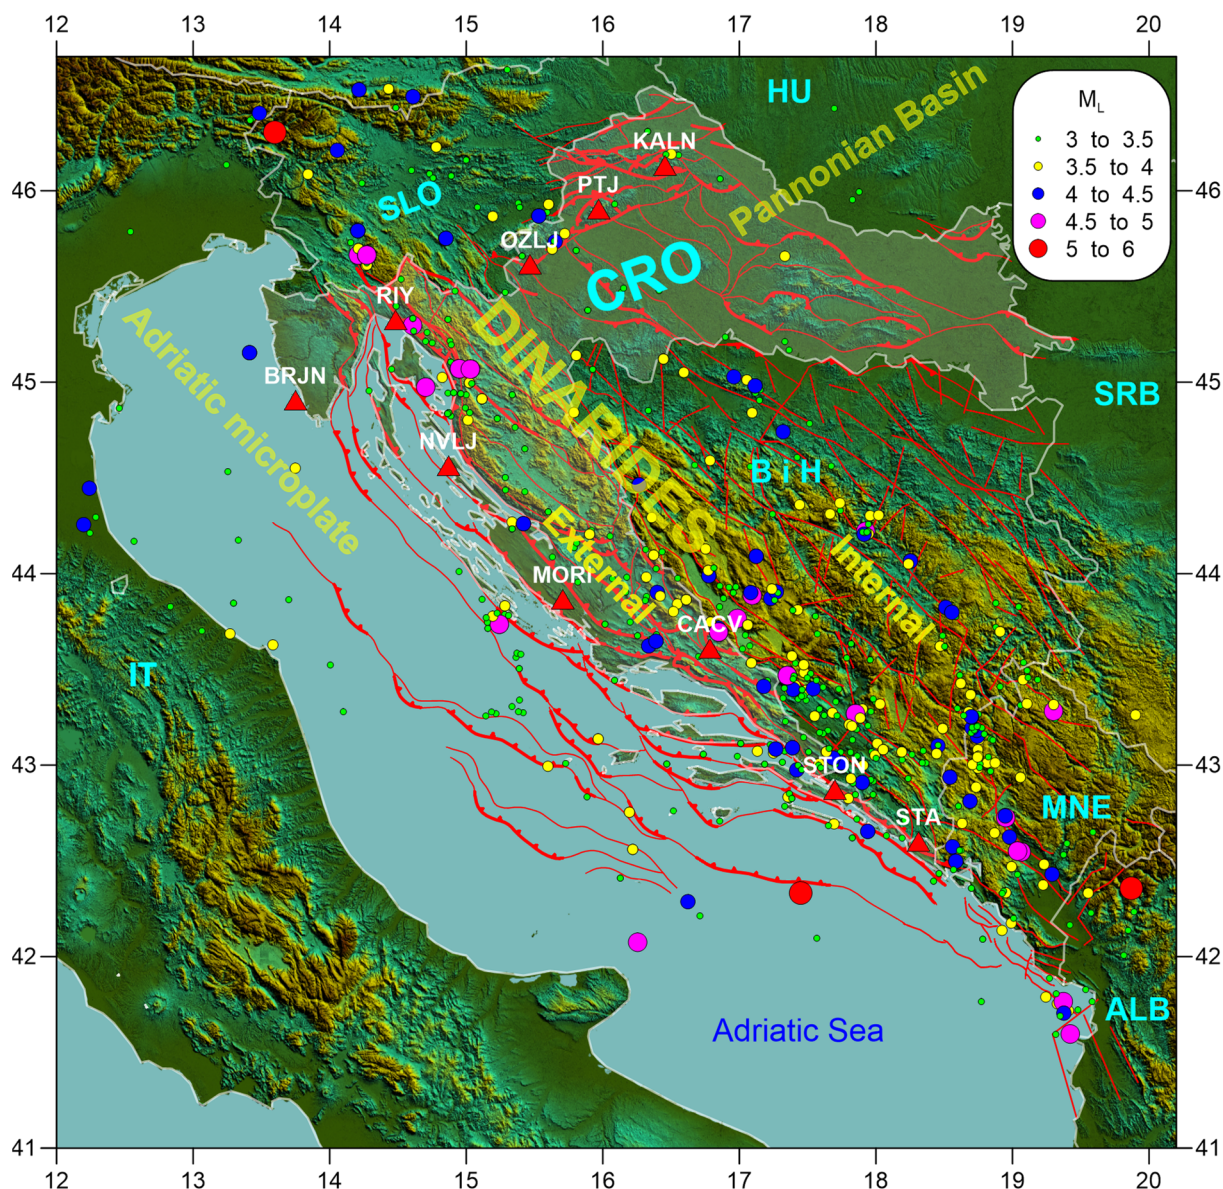 12 13 14 15 16 17 18 19 20
HU
Pannonian Basin
M_L
3 to 3.5
3.5 to 4
4 to 4.5
4.5 to 5
5 to 6
KALN
46
PTJ
46
SLO
OZLJ
CRO
RIY
DINARIDES
Adriatic microplate
45
BRJN
45
SRB
NVLJ
B i H
External
Internal
44
MORI
44
CACV
IT
43
STON
43
MNE
STA
42
42
ALB
Adriatic Sea
41
41
12 13 14 15 16 17 18 19 20